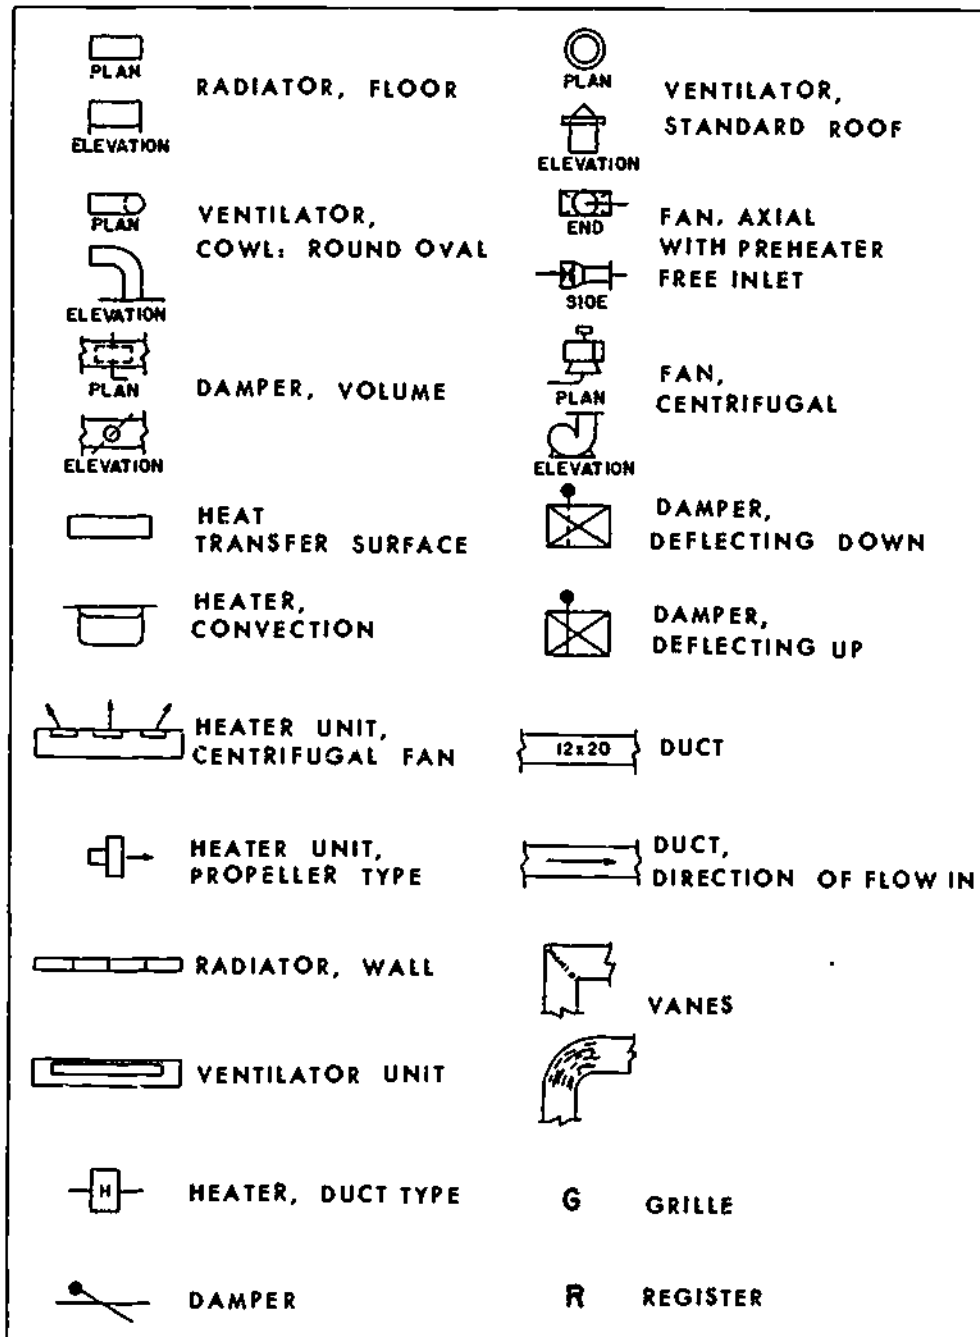 PLAN
RADIATOR, FLOOR
ELEVATION
PLAN
VENTILATOR,
COWL: ROUND OVAL
ELEVATION
PLAN
DAMPER, VOLUME
ELEVATION
HEAT
TRANSFER SURFACE
HEATER,
CONVECTION
HEATER UNIT,
CENTRIFUGAL FAN
HEATER UNIT,
PROPELLER TYPE
RADIATOR, WALL
VENTILATOR UNIT
H
HEATER, DUCT TYPE
DAMPER
PLAN
VENTILATOR,
STANDARD ROOF
ELEVATION
END
FAN, AXIAL
WITH PREHEATER
FREE INLET
SIDE
PLAN
FAN,
CENTRIFUGAL
ELEVATION
DAMPER,
DEFLECTING DOWN
DAMPER,
DEFLECTING UP
12x20
DUCT
DUCT,
DIRECTION OF FLOW IN
VANES
G
GRILLE
R
REGISTER